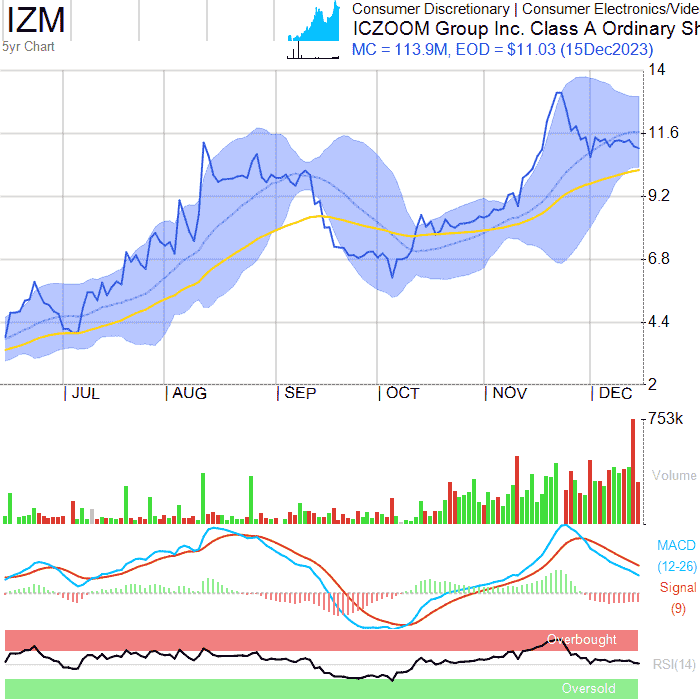 IZM
5yr Chart
Consumer Discretionary | Consumer Electronics/Vide
ICZOOM Group Inc. Class A Ordinary Sh
MC = 113.9M, EOD = $11.03 (15Dec2023)
14
11.6
9.2
6.8
4.4
2
JUL AUG SEP OCT NOV DEC
753k
Volume
MACD
(12-26)
Signal
(9)
Overbought
RSI(14)
Oversold